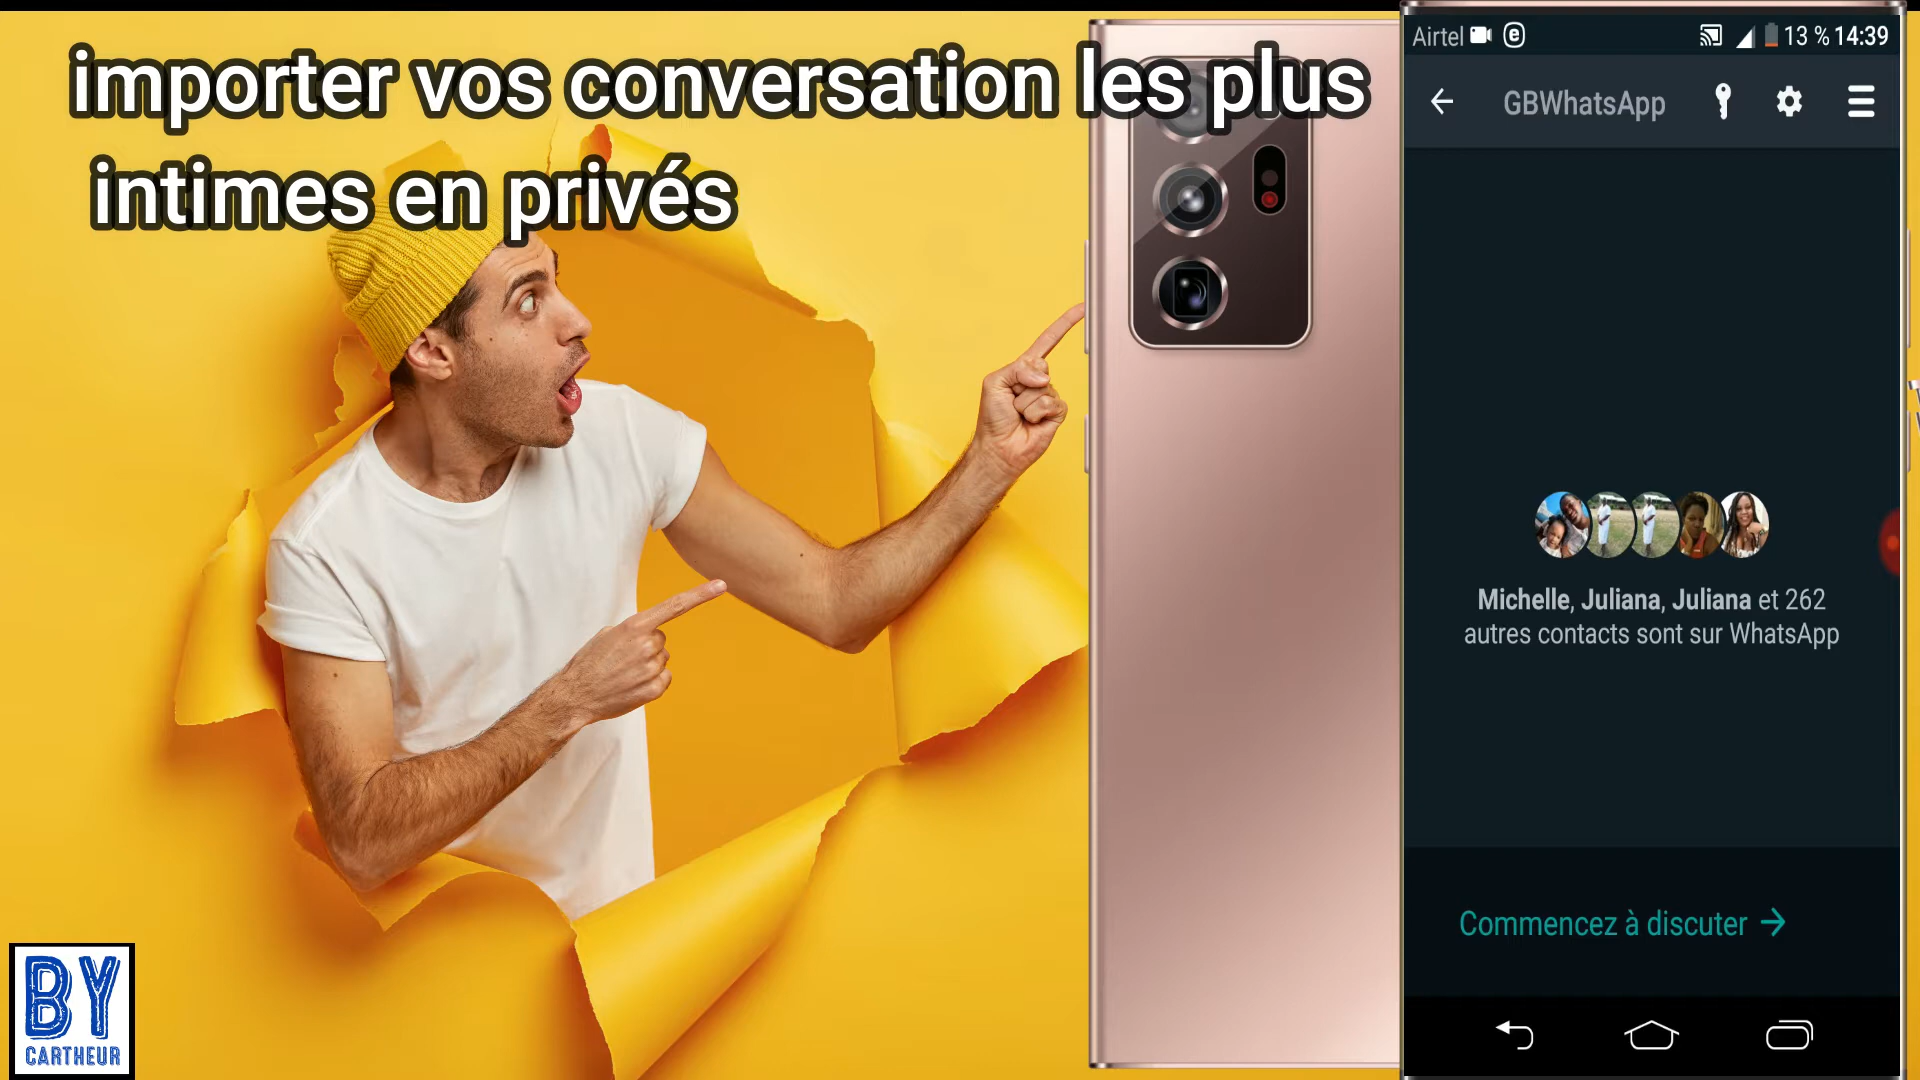 importer vos conversation les plus
intimes en privés
Airtel 13 % 14:39
GBWhatsApp
Michelle, Juliana, Juliana et 262
autres contacts sont sur WhatsApp
Commencez à discuter
BY
CARTHEUR